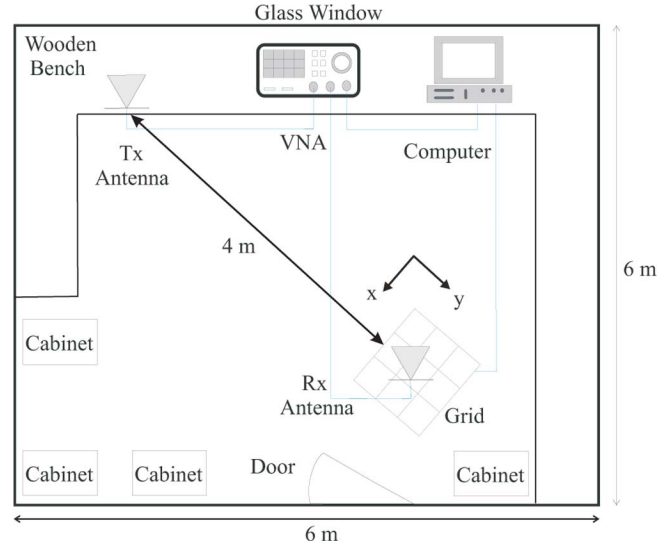 Glass Window
Wooden
Bench
VNA
Computer
Tx
Antenna
4 m
6 m
x
y
Cabinet
Rx
Antenna
Grid
Door
Cabinet
Cabinet
Cabinet
6 m